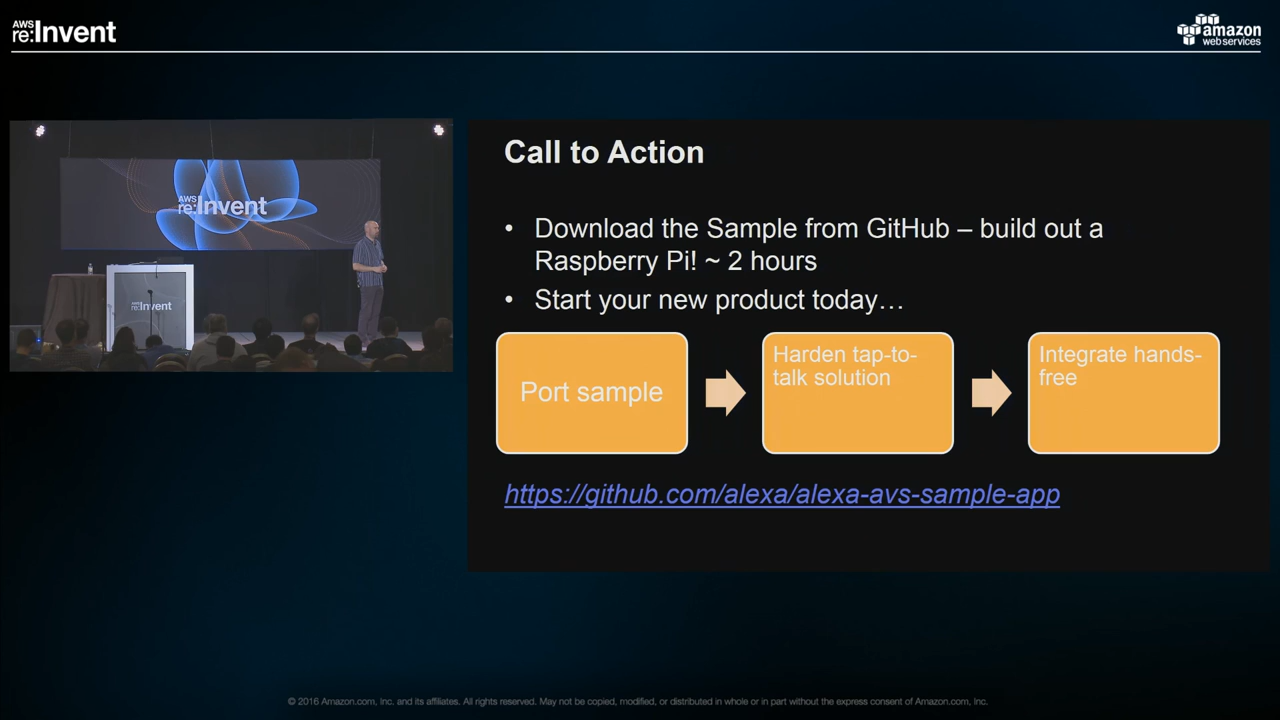 AWS
re:Invent
amazon
web services
AWS
re:Invent
AWS
re:Invent
Call to Action
• Download the Sample from GitHub – build out a
Raspberry Pi! ~ 2 hours
• Start your new product today…
Port sample
Harden tap-to-
talk solution
Integrate hands-
free
https://github.com/alexa/alexa-avs-sample-app
© 2016 Amazon.com, Inc. and its affiliates. All rights reserved. May not be copied, modified, or distributed in whole or in part without the express consent of Amazon.com, Inc.